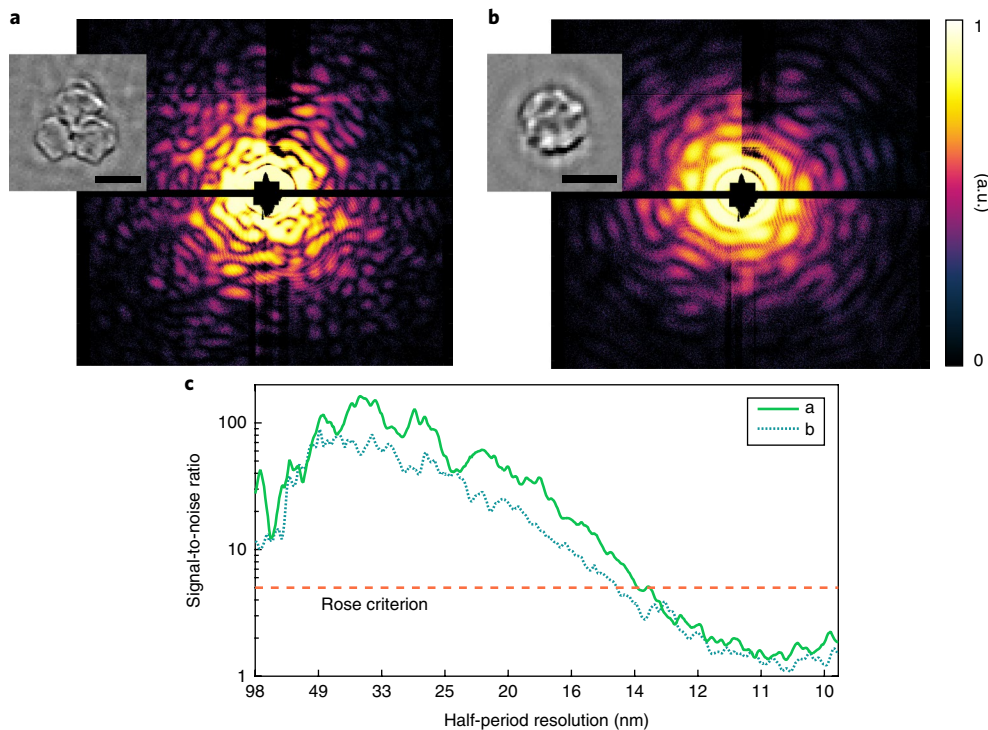 a
b
1
(a.u.)
0
c
a
b
100
10
1
Signal-to-noise ratio
Rose criterion
98 49 33 25 20 16 14 12 11 10
Half-period resolution (nm)